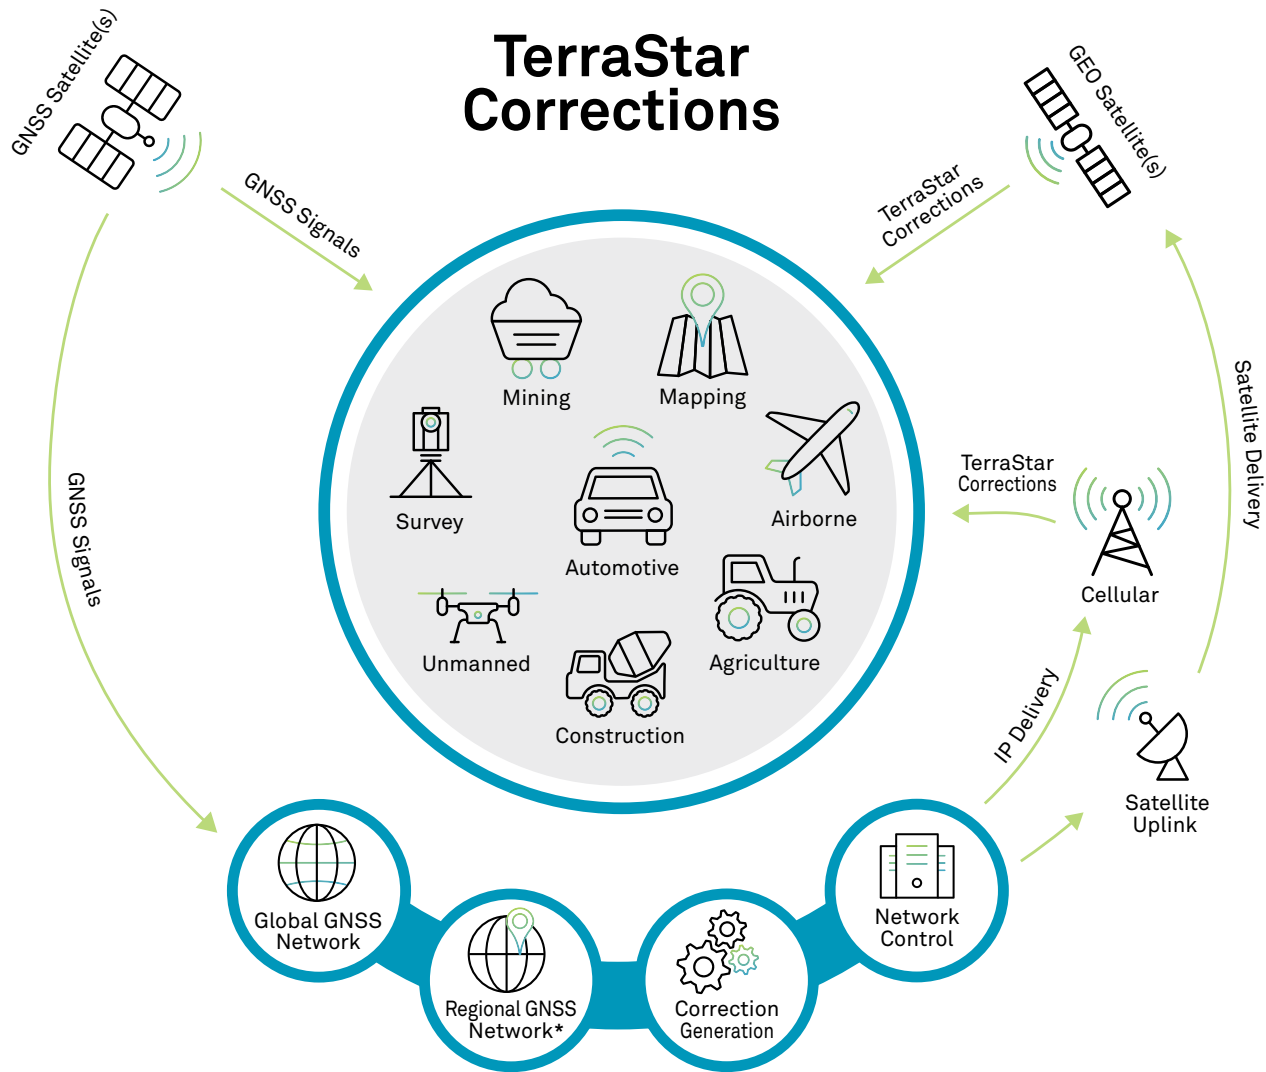 TerraStar
Corrections
GNSS Satellite(s)
GEO Satellite(s)
GNSS Signals
TerraStar
Corrections
Mining
Mapping
Survey
Automotive
Airborne
Unmanned
Agriculture
Construction
GNSS Signals
TerraStar
Corrections
Cellular
Satellite Delivery
IP Delivery
Satellite
Uplink
Global GNSS
Network
Regional GNSS
Network*
Correction
Generation
Network
Control